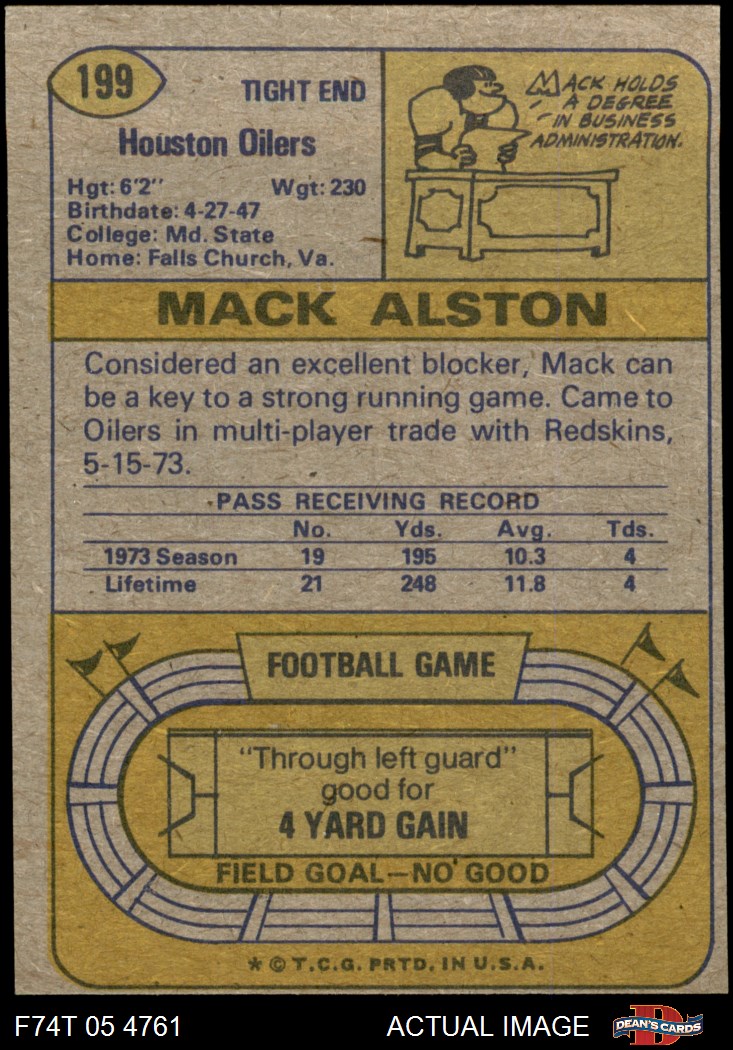 199
TIGHT END
Houston Oilers
Hgt: 6'2" Wgt: 230
Birthdate: 4-27-47
College: Md. State
Home: Falls Church, Va.
MACK HOLDS
A DEGREE
IN BUSINESS
ADMINISTRATION.
MACK ALSTON
Considered an excellent blocker, Mack can
be a key to a strong running game. Came to
Oilers in multi-player trade with Redskins,
5-15-73.
PASS RECEIVING RECORD
No. Yds. Avg. Tds.
1973 Season 19 195 10.3 4
Lifetime 21 248 11.8 4
FOOTBALL GAME
"Through left guard"
good for
4 YARD GAIN
FIELD GOAL—NO GOOD
* © T.C.G. PRTD. IN U.S.A.
F74T 05 4761 ACTUAL IMAGE
D
DEAN'S CARDS